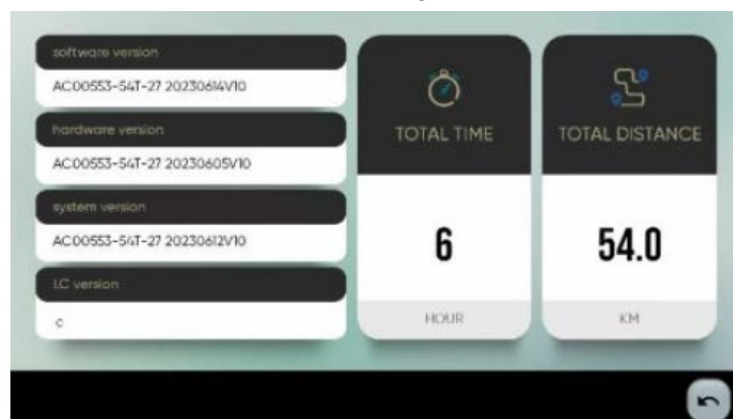 software version
AC00553-54T-27 20230614V10
hardware version
AC00553-54T-27 20230605V10
system version
AC00553-54T-27 20230612V10
LC version
c
TOTAL TIME
6
HOUR
TOTAL DISTANCE
54.0
KM